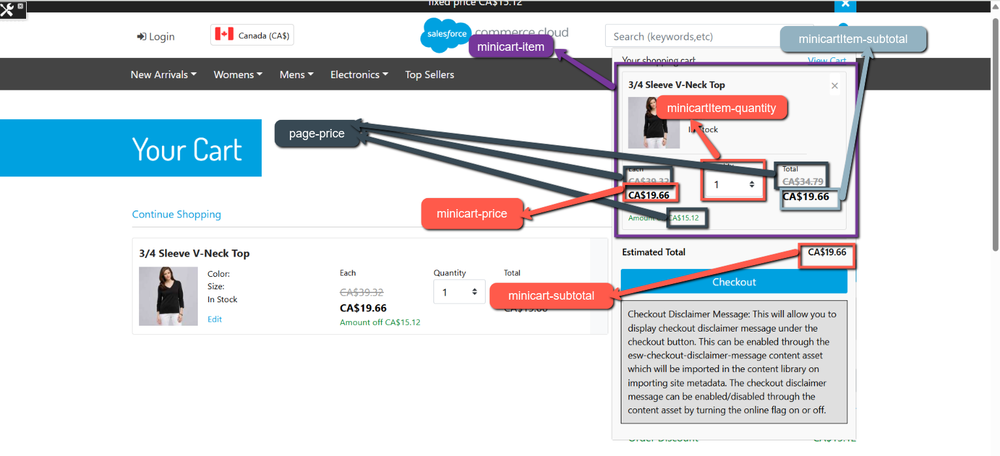 fixed price CA$15.12
Login
Canada (CA$)
salesforce commerce cloud
Search (keywords,etc)
minicart-item
minicartItem-subtotal
Your shopping cart
View Cart
New Arrivals
Womens
Mens
Electronics
Top Sellers
3/4 Sleeve V-Neck Top
minicartItem-quantity
In Stock
page-price
Your Cart
Each
Total
CA$39.32
1
CA$34.79
CA$19.66
CA$19.66
minicart-price
Amount CA$15.12
Continue Shopping
Estimated Total
CA$19.66
Checkout
minicart-subtotal
3/4 Sleeve V-Neck Top
Color:
Size:
In Stock
Edit
Each
Quantity
Total
CA$39.32
1
CA$19.66
CA$19.66
Amount off CA$15.12
Checkout Disclaimer Message: This will allow you to
display checkout disclaimer message under the
checkout button. This can be enabled through the
esw-checkout-disclaimer-message content asset
which will be imported in the content library on
importing site metadata. The checkout disclaimer
message can be enabled/disabled through the
content asset by turning the online flag on or off.
Order Discount
CA$15.12